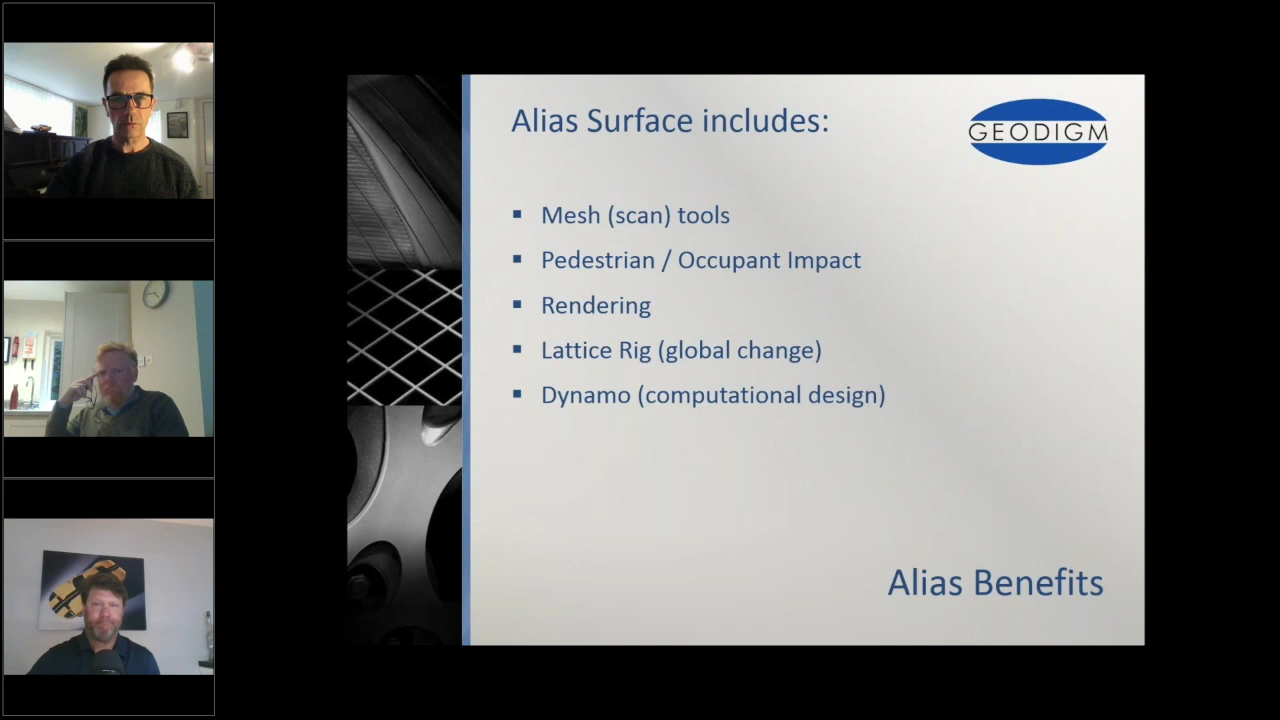 Alias Surface includes:
GEODIGM
▪ Mesh (scan) tools
▪ Pedestrian / Occupant Impact
▪ Rendering
▪ Lattice Rig (global change)
▪ Dynamo (computational design)
Alias Benefits